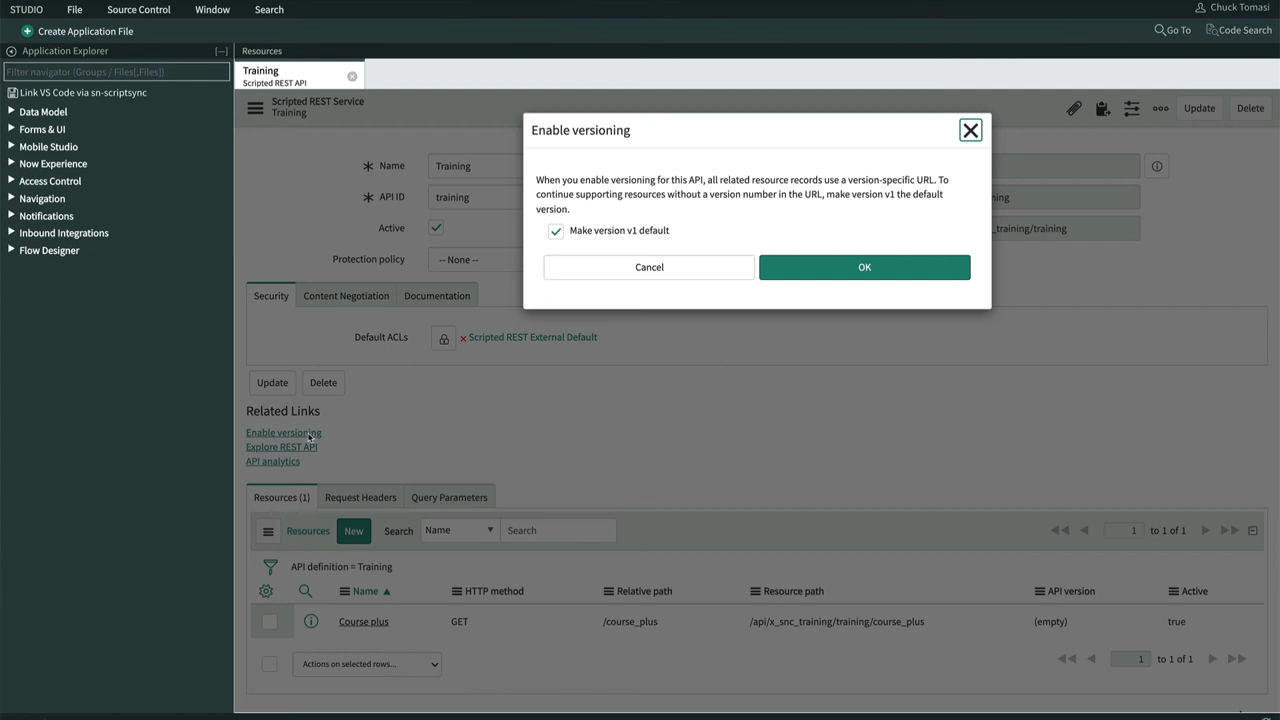 STUDIO File Source Control Window Search Chuck Tomasi
Create Application File Go To Code Search
Application Explorer [—] Resources
Filter navigator (Groups / Files[,Files])
Training
Scripted REST API
Link VS Code via sn-scriptsync
Data Model
Forms & UI
Mobile Studio
Now Experience
Access Control
Navigation
Notifications
Inbound Integrations
Flow Designer
Scripted REST Service
Training
Update Delete
Enable versioning
When you enable versioning for this API, all related resource records use a version-specific URL. To
continue supporting resources without a version number in the URL, make version v1 the default
version.
Make version v1 default
Cancel OK
Name Training
API ID training ning
Active _training/training
Protection policy -- None --
Security Content Negotiation Documentation
Default ACLs Scripted REST External Default
Update Delete
Related Links
Enable versioning
Explore REST API
API analytics
Resources (1) Request Headers Query Parameters
Resources New Search Name Search 1 to 1 of 1
API definition = Training
Name HTTP method Relative path Resource path API version Active
Course plus GET /course_plus /api/x_snc_training/training/course_plus (empty) true
Actions on selected rows... 1 to 1 of 1